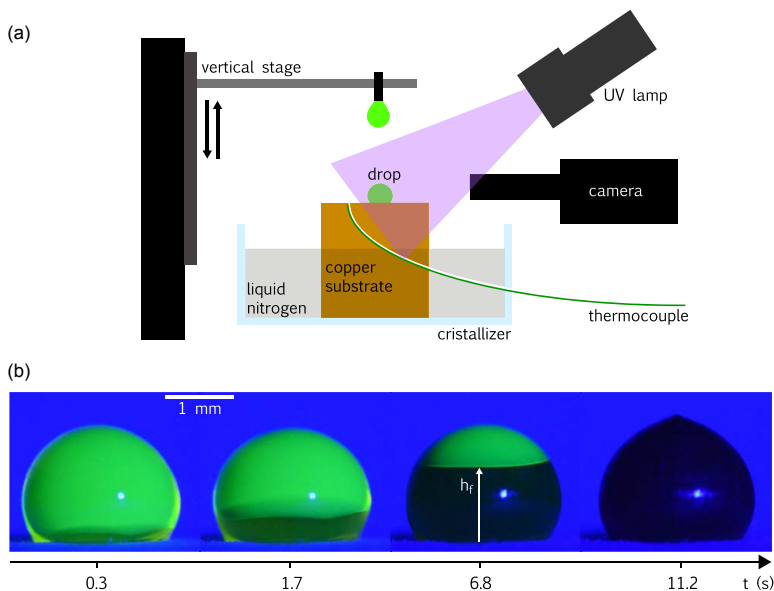 (a)
vertical stage
UV lamp
drop
camera
copper
substrate
liquid
nitrogen
thermocouple
cristallizer
(b)
1 mm
hf
0.3
1.7
6.8
11.2
t (s)